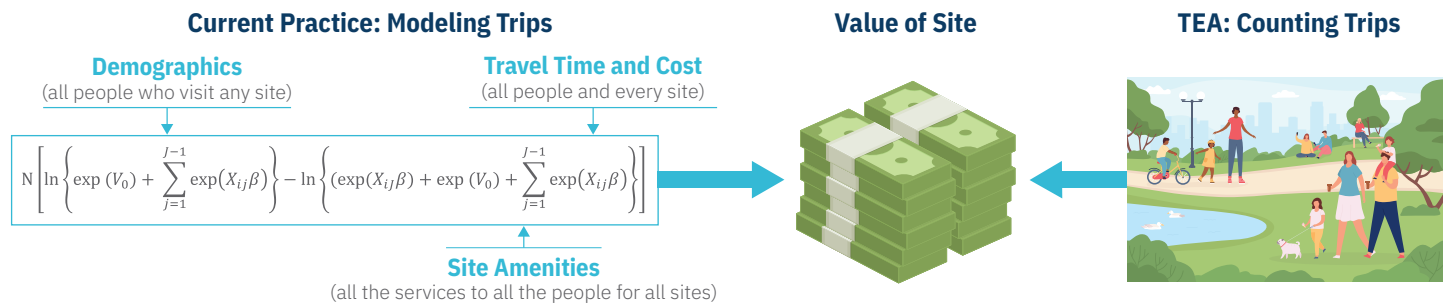 Current Practice: Modeling Trips
Value of Site
TEA: Counting Trips
Demographics
(all people who visit any site)
Travel Time and Cost
(all people and every site)
N [ ln { exp (V₀) + ∑_{j=1}^{J−1} exp(X_{ij}β) } − ln { (exp(X_{ij}β) + exp (V₀) + ∑_{j=1}^{J−1} exp(X_{ij}β) } ]
Site Amenities
(all the services to all the people for all sites)